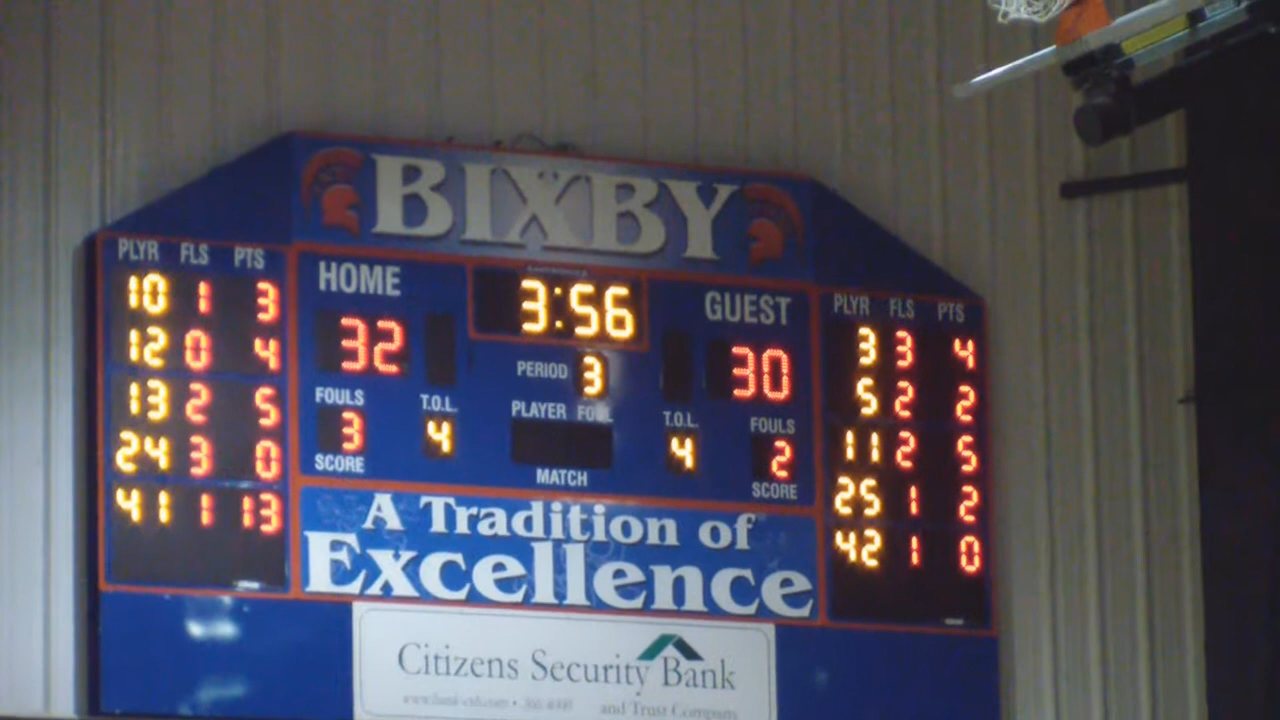 BIXBY
PLYR FLS PTS
10 1 3
12 0 4
13 2 5
24 3 0
41 1 13
HOME 3:56 GUEST
32 30
PERIOD 3
FOULS T.O.L. PLAYER FOUL T.O.L. FOULS
3 4 4 2
SCORE MATCH SCORE
PLYR FLS PTS
3 3 4
5 2 2
11 2 5
25 1 2
42 1 0
A Tradition of
Excellence
Citizens Security Bank
and Trust Company